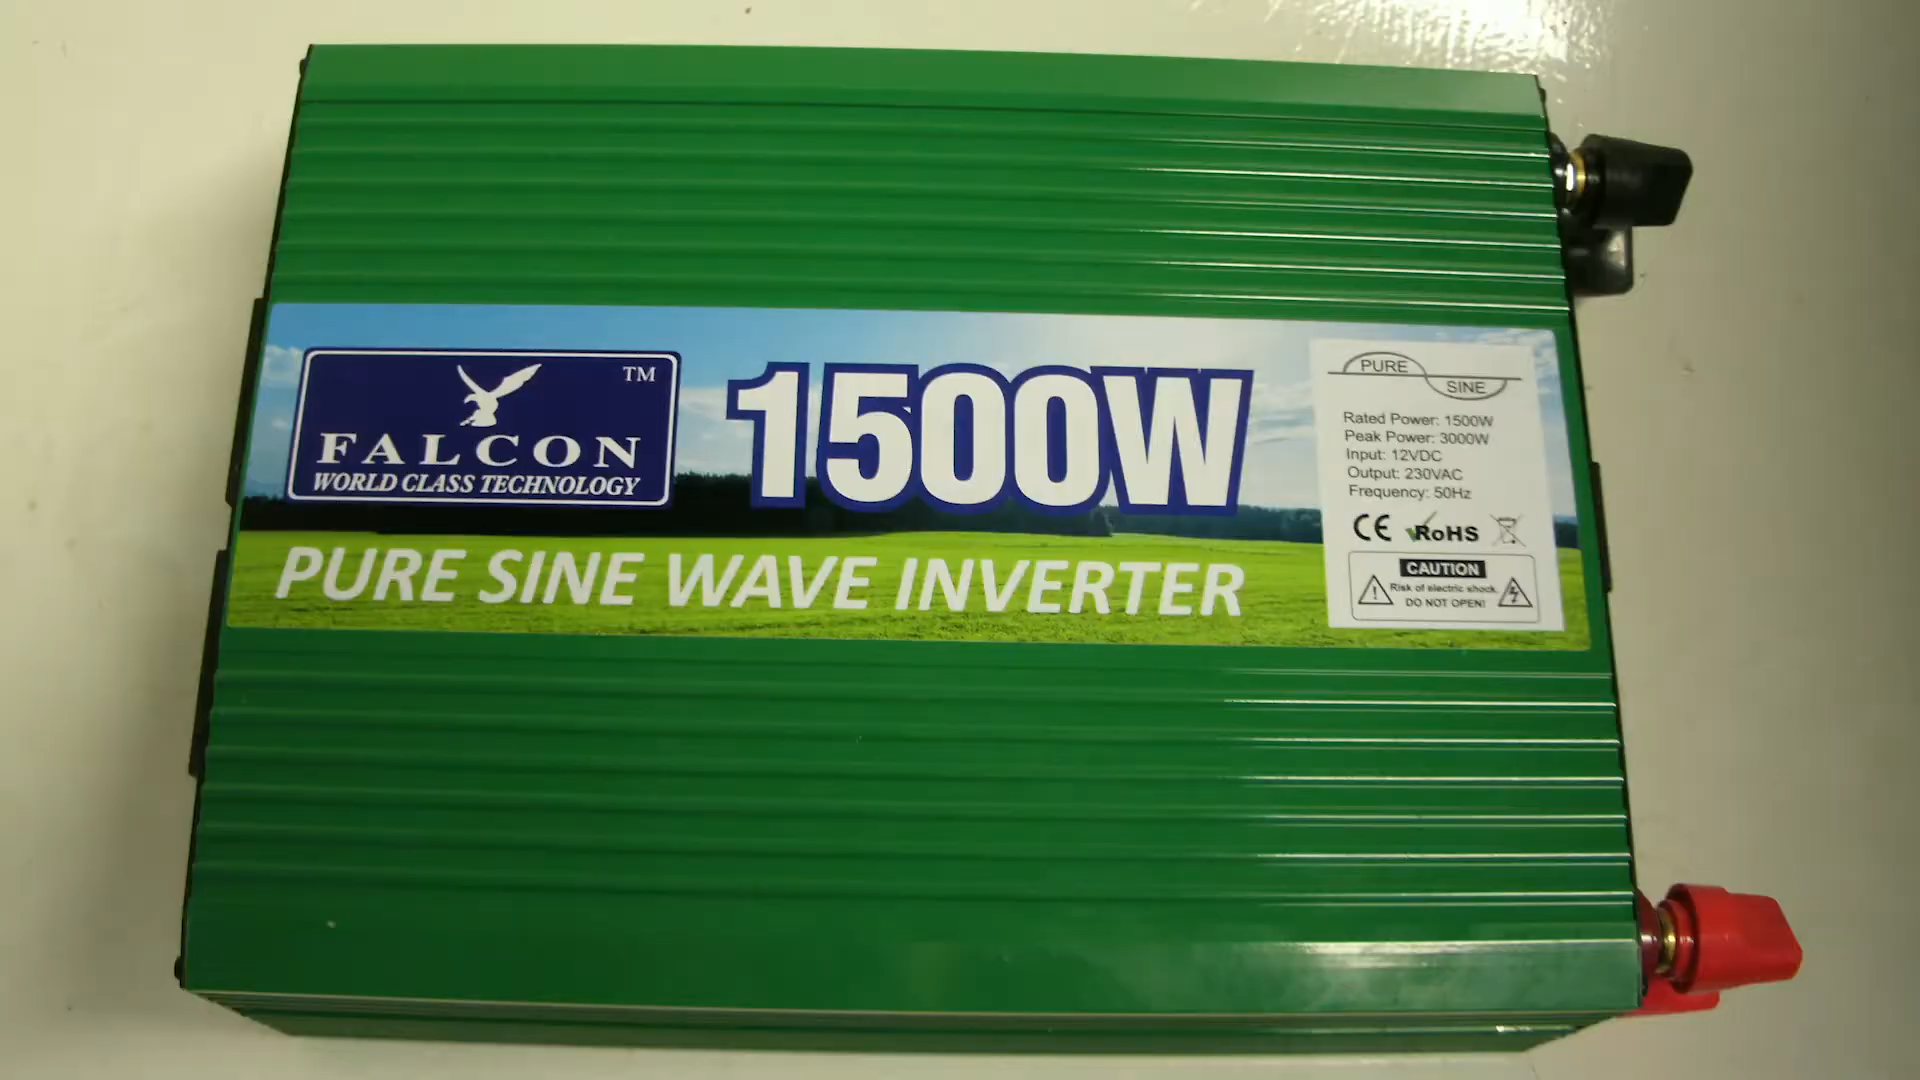 TM
FALCON
WORLD CLASS TECHNOLOGY
1500W
PURE SINE WAVE INVERTER
PURE
SINE
Rated Power: 1500W
Peak Power: 3000W
Input: 12VDC
Output: 230VAC
Frequency: 50Hz
CE RoHS
CAUTION
Risk of electric shock.
DO NOT OPEN!